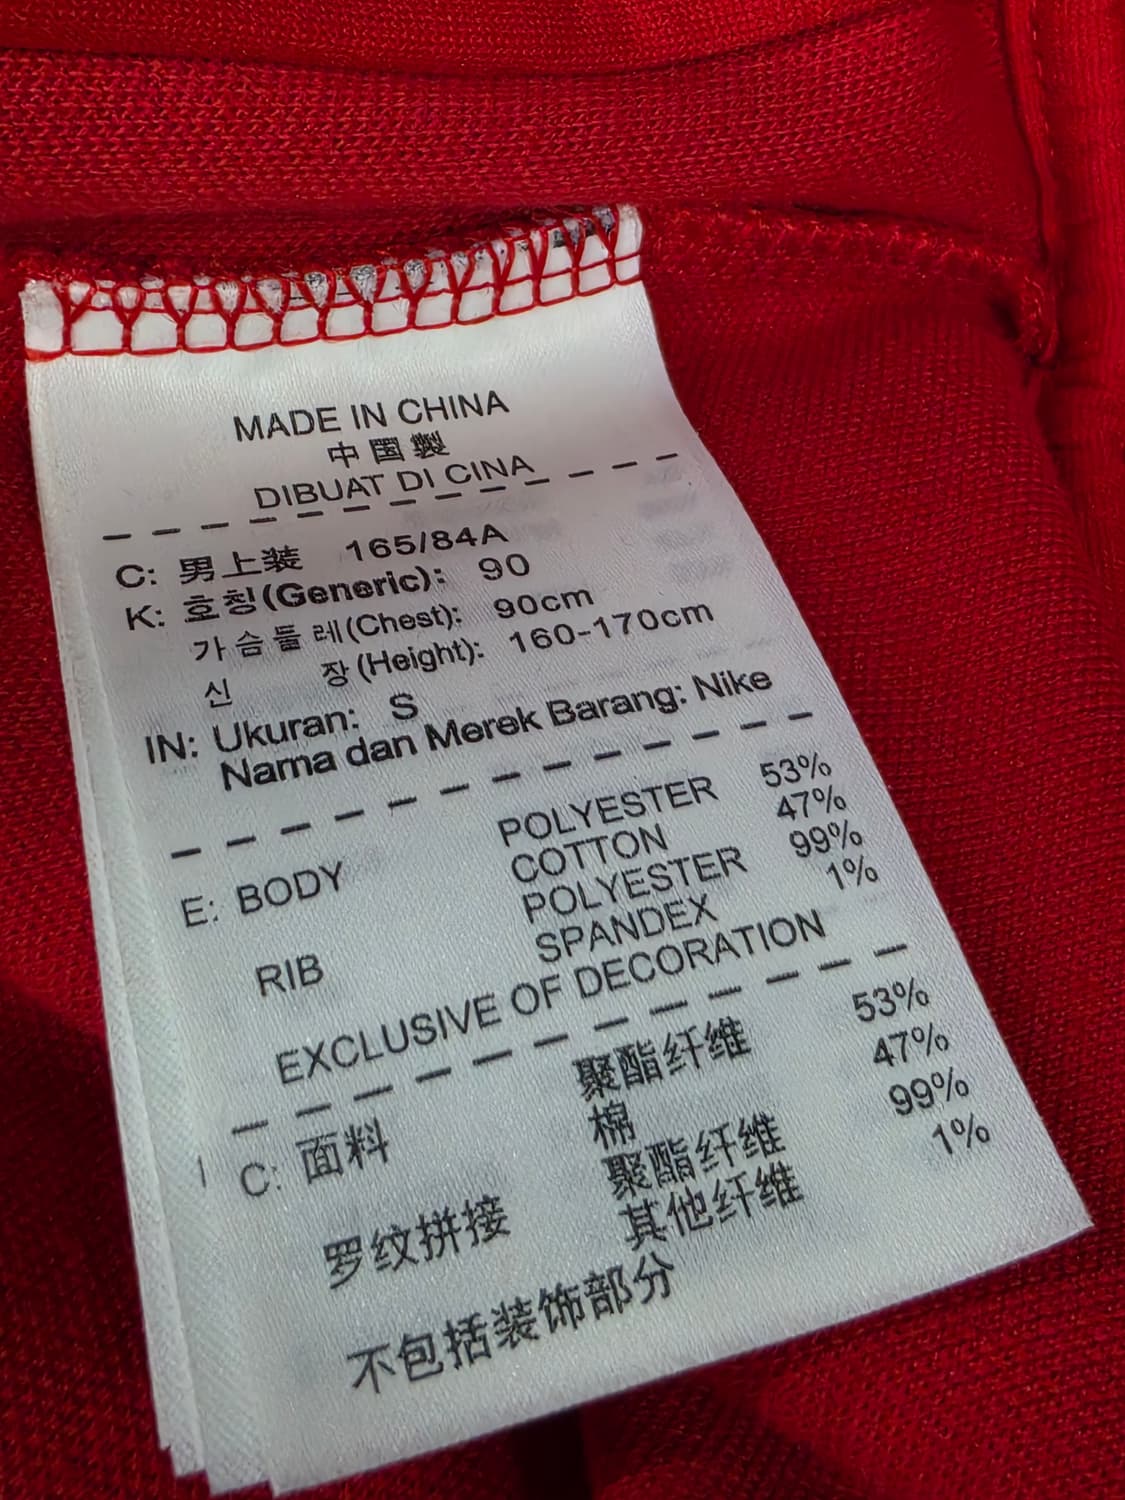 MADE IN CHINA
中国製
DIBUAT DI CINA
C: 男上装 165/84A
K: 호칭(Generic): 90
가슴둘레(Chest): 90cm
신 장(Height): 160-170cm
IN: Ukuran: S
Nama dan Merek Barang: Nike
E: BODY POLYESTER 53%
COTTON 47%
RIB POLYESTER 99%
SPANDEX 1%
EXCLUSIVE OF DECORATION
C: 面料 聚酯纤维 53%
棉 47%
罗纹拼接 聚酯纤维 99%
其他纤维 1%
不包括装饰部分